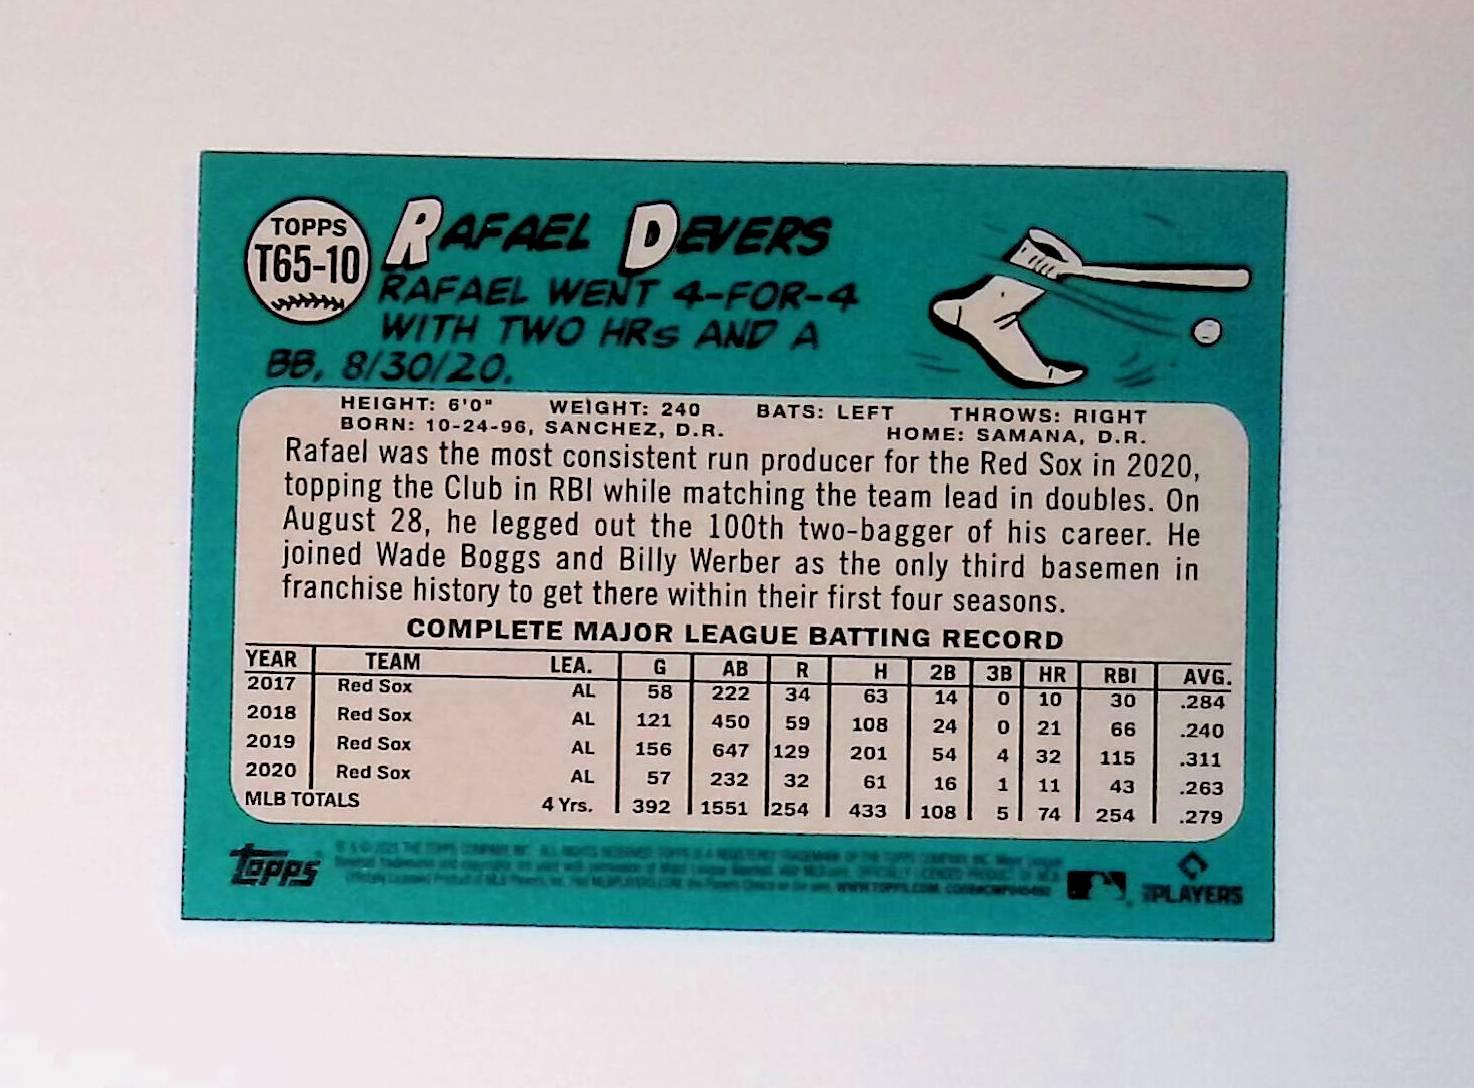 TOPPS
T65-10
RAFAEL DEVERS
RAFAEL WENT 4-FOR-4
WITH TWO HRs AND A
BB, 8/30/20.
HEIGHT: 6'0" WEIGHT: 240 BATS: LEFT THROWS: RIGHT
BORN: 10-24-96, SANCHEZ, D.R. HOME: SAMANA, D.R.
Rafael was the most consistent run producer for the Red Sox in 2020,
topping the Club in RBI while matching the team lead in doubles. On
August 28, he legged out the 100th two-bagger of his career. He
joined Wade Boggs and Billy Werber as the only third basemen in
franchise history to get there within their first four seasons.
COMPLETE MAJOR LEAGUE BATTING RECORD
YEAR TEAM LEA. G AB R H 2B 3B HR RBI AVG.
2017 Red Sox AL 58 222 34 63 14 0 10 30 .284
2018 Red Sox AL 121 450 59 108 24 0 21 66 .240
2019 Red Sox AL 156 647 129 201 54 4 32 115 .311
2020 Red Sox AL 57 232 32 61 16 1 11 43 .263
MLB TOTALS 4 Yrs. 392 1551 254 433 108 5 74 254 .279
Topps
WWW.TOPPS.COM
PLAYERS